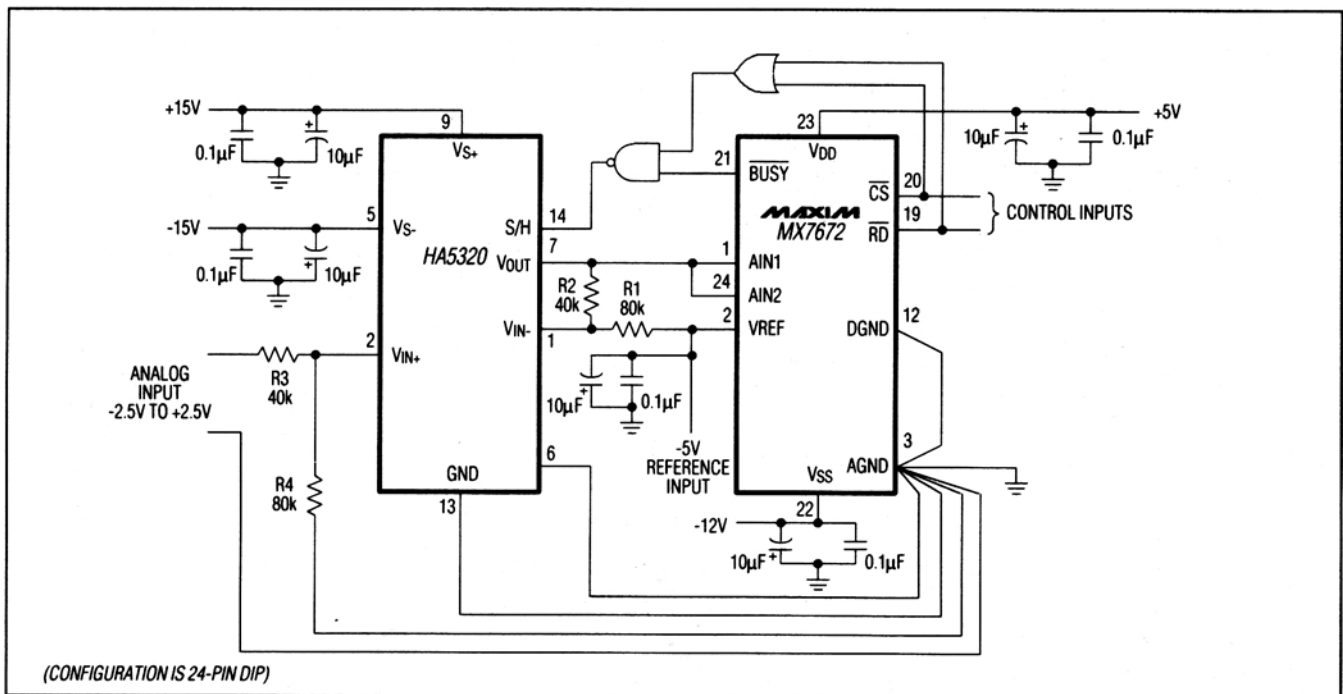 +15V
0.1µF
+
10µF
9
VS+
-15V
0.1µF
+
10µF
5
VS-
HA5320
S/H
14
VOUT
7
VIN-
1
2
VIN+
ANALOG
INPUT
-2.5V TO +2.5V
R3
40k
R4
80k
GND
13
6
R2
40k
R1
80k
10µF
+
0.1µF
-5V
REFERENCE
INPUT
21
BUSY
23
VDD
MAXIM
MX7672
CS
20
RD
19
CONTROL INPUTS
+5V
10µF
+
0.1µF
1
AIN1
24
AIN2
2
VREF
DGND
12
AGND
3
VSS
22
-12V
10µF
+
0.1µF
(CONFIGURATION IS 24-PIN DIP)